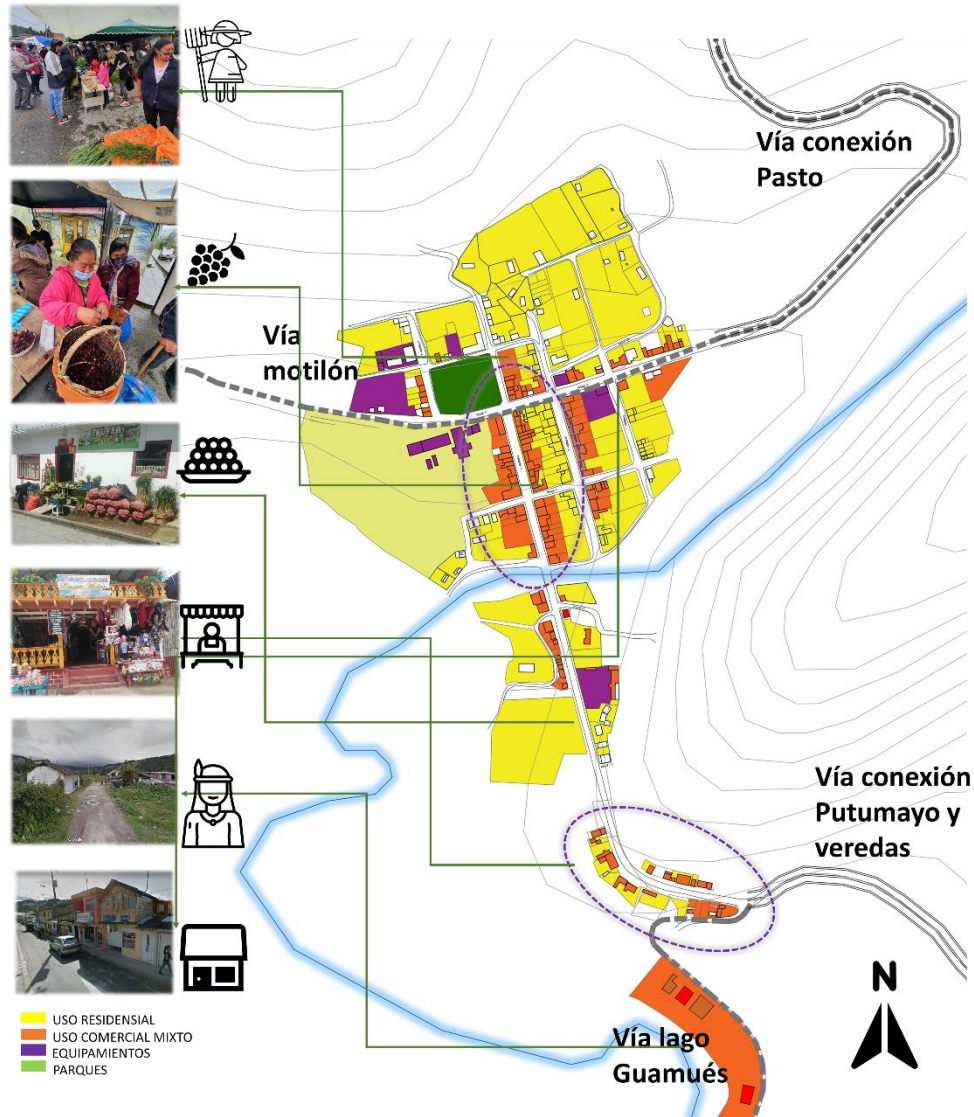 Vía conexión
Pasto
Vía
motilón
Vía conexión
Putumayo y
veredas
Vía lago
Guamués
N
USO RESIDENSIAL
USO COMERCIAL MIXTO
EQUIPAMIENTOS
PARQUES
Google